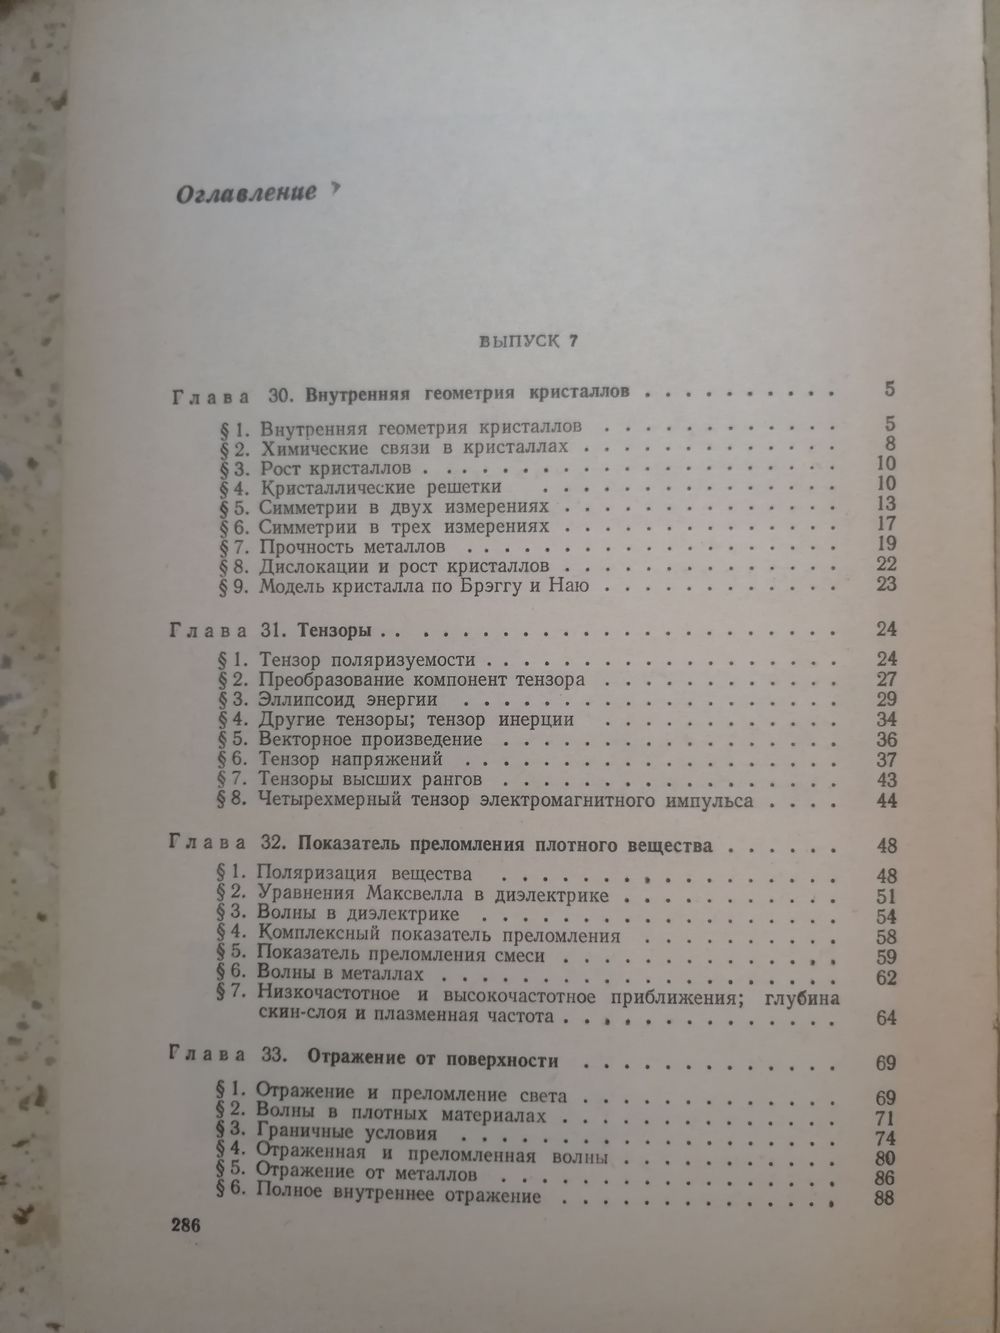 Оглавление
ВЫПУСК 7
Глава 30. Внутренняя геометрия кристаллов . . . . . . . . . . 5
§ 1. Внутренняя геометрия кристаллов . . . . . . . . . . . . 5
§ 2. Химические связи в кристаллах . . . . . . . . . . . . . 8
§ 3. Рост кристаллов . . . . . . . . . . . . . . . . . . . . . 10
§ 4. Кристаллические решетки . . . . . . . . . . . . . . . 10
§ 5. Симметрии в двух измерениях . . . . . . . . . . . . . . 13
§ 6. Симметрии в трех измерениях . . . . . . . . . . . . . . 17
§ 7. Прочность металлов . . . . . . . . . . . . . . . . . . . 19
§ 8. Дислокации и рост кристаллов . . . . . . . . . . . . . . 22
§ 9. Модель кристалла по Брэггу и Наю . . . . . . . . . . . . 23
Глава 31. Тензоры . . . . . . . . . . . . . . . . . . . . . . . 24
§ 1. Тензор поляризуемости . . . . . . . . . . . . . . . . . . 24
§ 2. Преобразование компонент тензора . . . . . . . . . . . . 27
§ 3. Эллипсоид энергии . . . . . . . . . . . . . . . . . . . 29
§ 4. Другие тензоры; тензор инерции . . . . . . . . . . . . 34
§ 5. Векторное произведение . . . . . . . . . . . . . . . . . 36
§ 6. Тензор напряжений . . . . . . . . . . . . . . . . . . . 37
§ 7. Тензоры высших рангов . . . . . . . . . . . . . . . . . 43
§ 8. Четырехмерный тензор электромагнитного импульса . . . . 44
Глава 32. Показатель преломления плотного вещества . . . . . . 48
§ 1. Поляризация вещества . . . . . . . . . . . . . . . . . 48
§ 2. Уравнения Максвелла в диэлектрике . . . . . . . . . . . 51
§ 3. Волны в диэлектрике . . . . . . . . . . . . . . . . . . 54
§ 4. Комплексный показатель преломления . . . . . . . . . . 58
§ 5. Показатель преломления смеси . . . . . . . . . . . . . . 59
§ 6. Волны в металлах . . . . . . . . . . . . . . . . . . . . 62
§ 7. Низкочастотное и высокочастотное приближения; глубина
скин-слоя и плазменная частота . . . . . . . . . . . . . . 64
Глава 33. Отражение от поверхности . . . . . . . . . . . . . 69
§ 1. Отражение и преломление света . . . . . . . . . . . . . 69
§ 2. Волны в плотных материалах . . . . . . . . . . . . . . 71
§ 3. Граничные условия . . . . . . . . . . . . . . . . . . . 74
§ 4. Отраженная и преломленная волны . . . . . . . . . . . 80
§ 5. Отражение от металлов . . . . . . . . . . . . . . . . . 86
§ 6. Полное внутреннее отражение . . . . . . . . . . . . . . 88
286